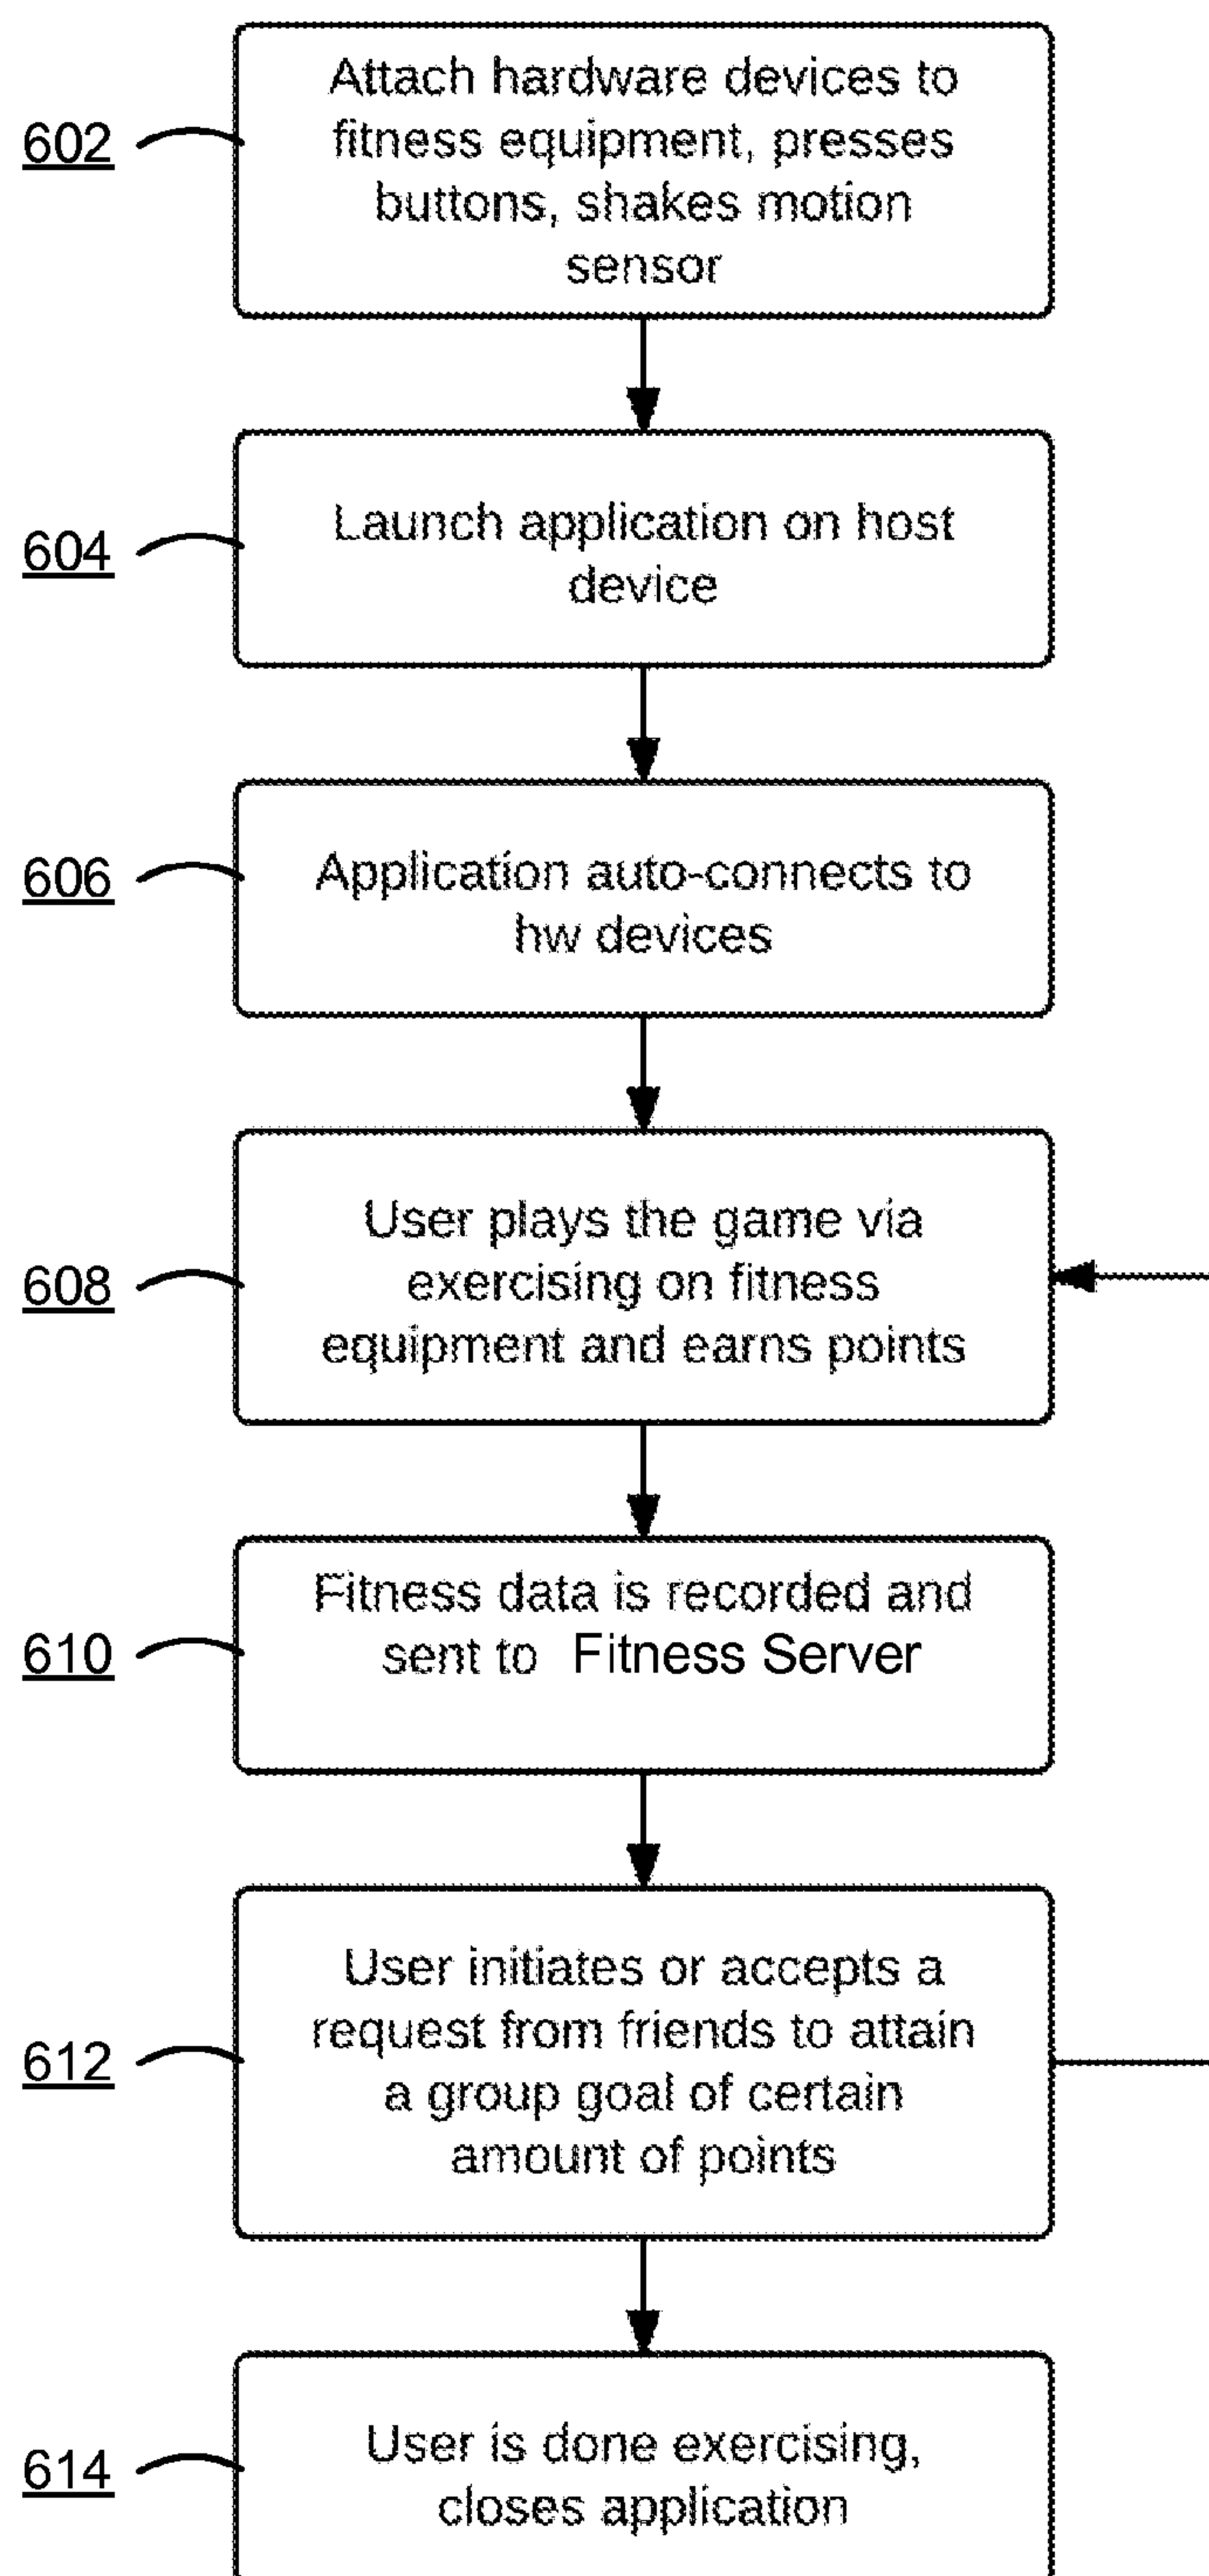 602
Attach hardware devices to
fitness equipment, presses
buttons, shakes motion
sensor
604
Launch application on host
device
606
Application auto-connects to
hw devices
608
User plays the game via
exercising on fitness
equipment and earns points
610
Fitness data is recorded and
sent to Fitness Server
612
User initiates or accepts a
request from friends to attain
a group goal of certain
amount of points
614
User is done exercising,
closes application